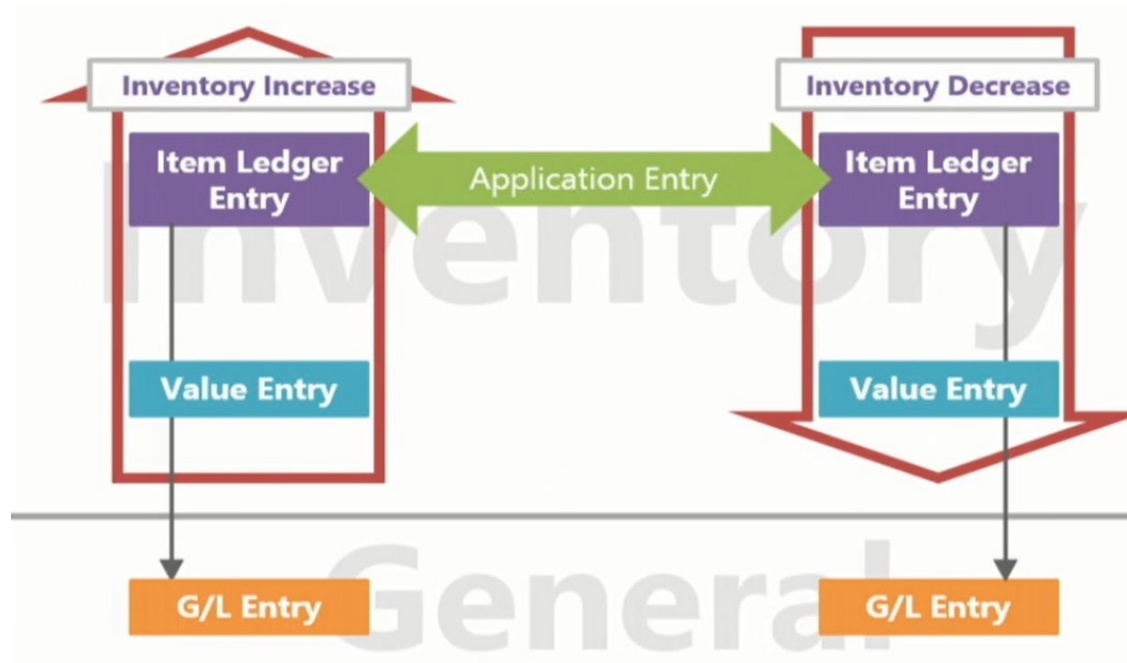 Inventory Increase
Inventory Decrease
Item Ledger
Entry
Application Entry
Item Ledger
Entry
Inventory
Value Entry
Value Entry
General
G/L Entry
G/L Entry